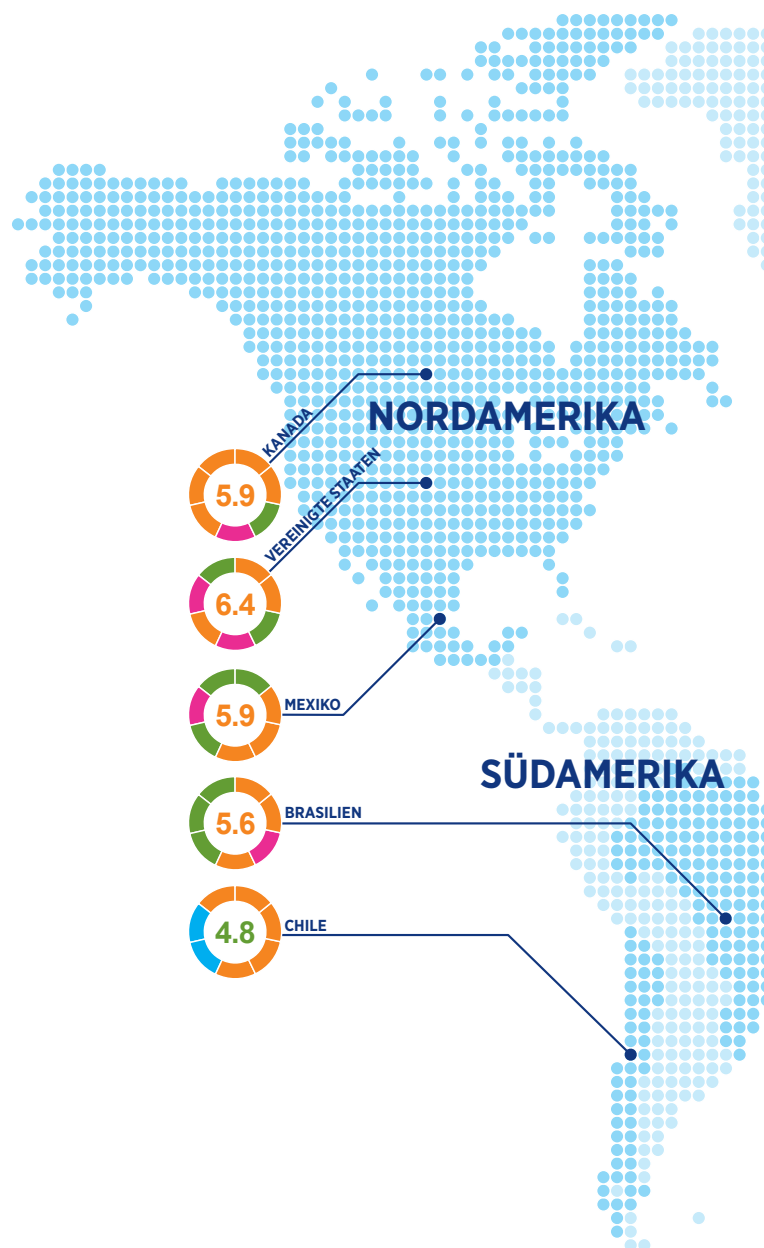 NORDAMERIKA
KANADA
5.9
VEREINIGTE STAATEN
6.4
MEXIKO
5.9
SÜDAMERIKA
BRASILIEN
5.6
CHILE
4.8